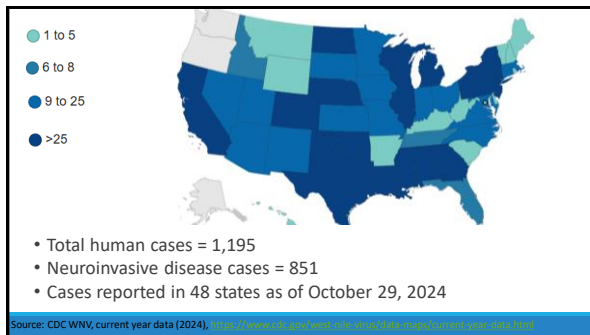 1 to 5
6 to 8
9 to 25
>25
• Total human cases = 1,195
• Neuroinvasive disease cases = 851
• Cases reported in 48 states as of October 29, 2024
Source: CDC WNV, current year data (2024), https://www.cdc.gov/west-nile-virus/data-maps/current-year-data.html